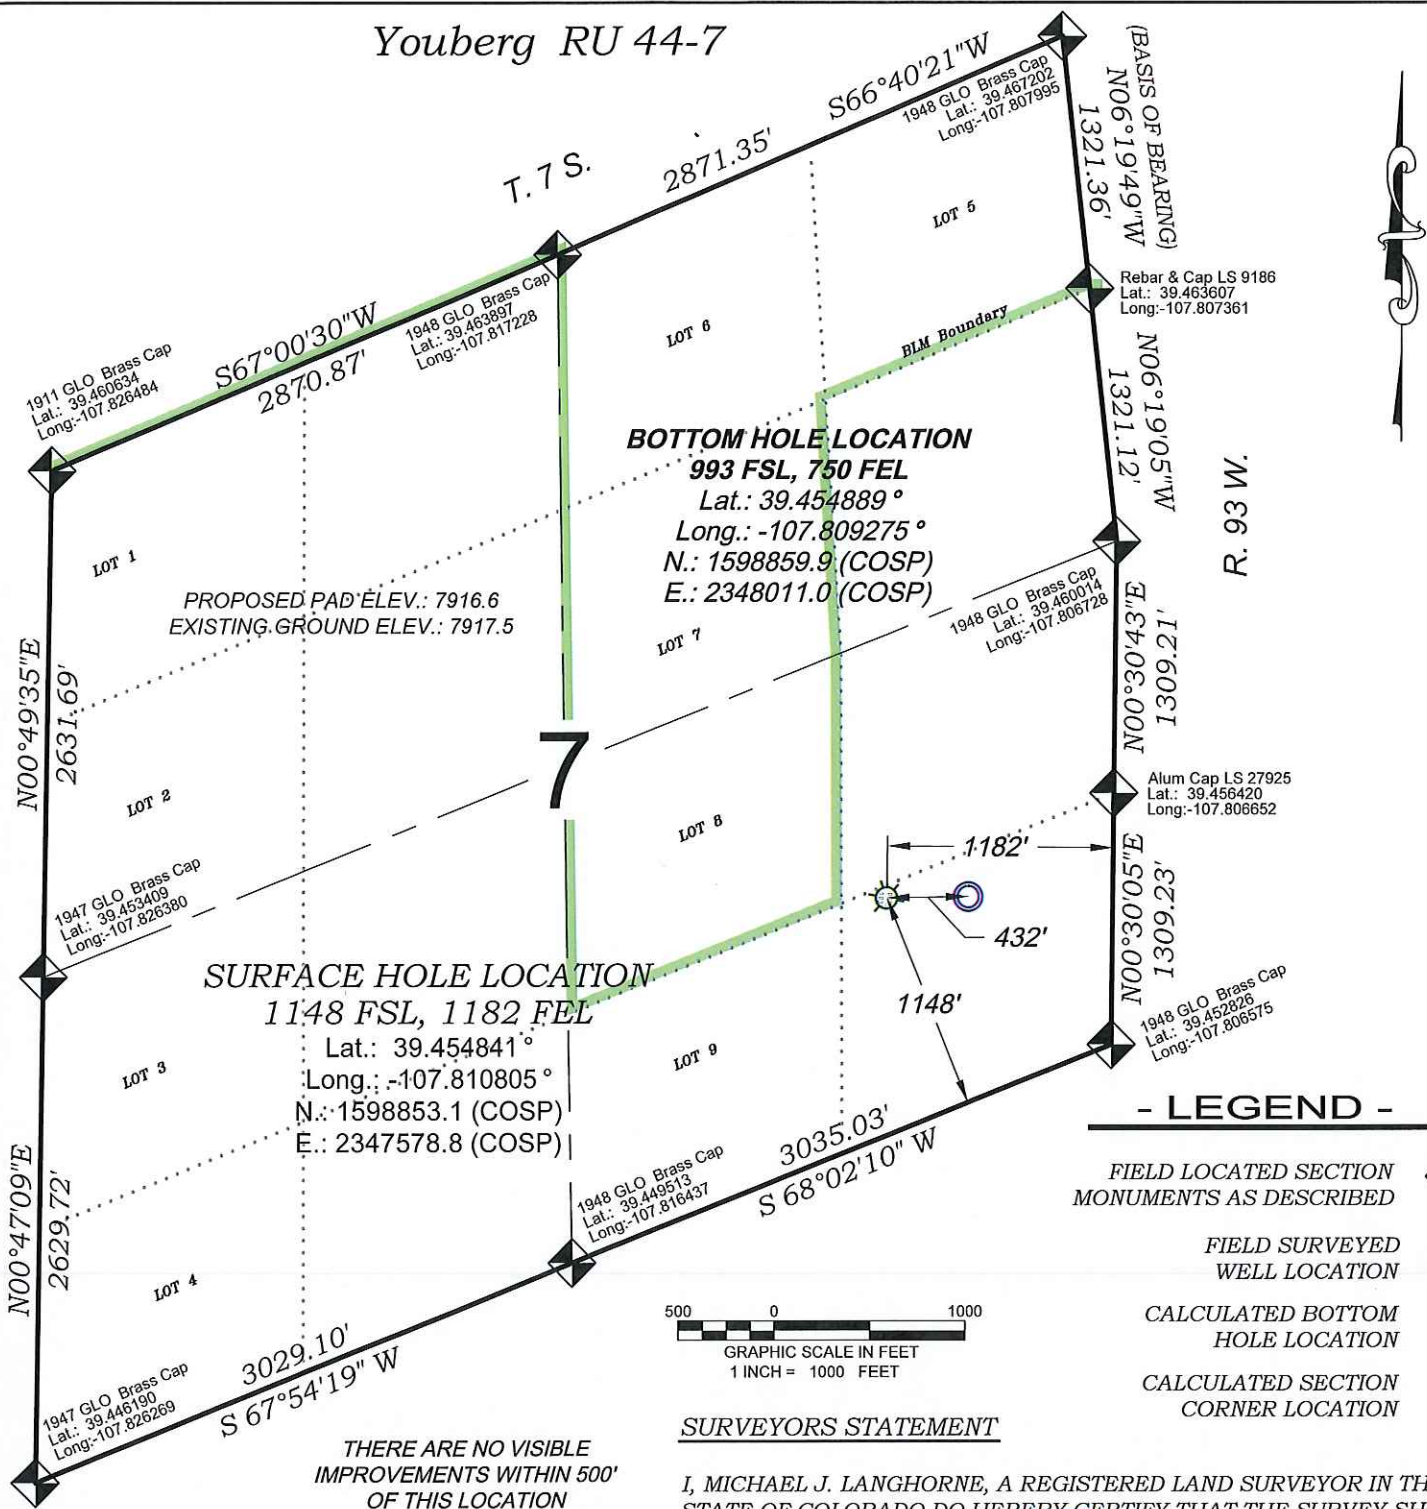 Youberg RU 44-7
(BASIS OF BEARING)
N06°19'49"W
1321.36'
S66°40'21"W
2871.35'
1948 GLO Brass Cap
Lat.: 39.467202
Long:-107.807995
T. 7 S.
LOT 5
Rebar & Cap LS 9186
Lat.: 39.463607
Long:-107.807361
S67°00'30"W
2870.87'
1948 GLO Brass Cap
Lat.: 39.463897
Long:-107.817228
LOT 6
BLM Boundary
1911 GLO Brass Cap
Lat.: 39.460634
Long:-107.826484
N06°19'05"W
1321.12'
BOTTOM HOLE LOCATION
993 FSL, 750 FEL
Lat.: 39.454889°
Long.: -107.809275°
N.: 1598859.9 (COSP)
E.: 2348011.0 (COSP)
R. 93 W.
LOT 1
PROPOSED PAD ELEV.: 7916.6
EXISTING GROUND ELEV.: 7917.5
LOT 7
1948 GLO Brass Cap
Lat.: 39.460014
Long:-107.806728
N00°49'35"E
2631.69'
N00°03'43"E
1309.21'
7
LOT 2
LOT 8
Alum Cap LS 27925
Lat.: 39.456420
Long:-107.806652
1182'
432'
1148'
N00°30'05"E
1309.23'
1947 GLO Brass Cap
Lat.: 39.453409
Long:-107.826380
SURFACE HOLE LOCATION
1148 FSL, 1182 FEL
Lat.: 39.454841°
Long.: -107.810805°
N.: 1598853.1 (COSP)
E.: 2347578.8 (COSP)
LOT 3
LOT 9
1948 GLO Brass Cap
Lat.: 39.452826
Long:-107.806575
N00°47'09"E
2629.72'
3035.03'
S 68°02'10" W
1948 GLO Brass Cap
Lat.: 39.449513
Long:-107.816437
LOT 4
3029.10'
S 67°54'19" W
1947 GLO Brass Cap
Lat.: 39.446190
Long:-107.826269
- LEGEND -
FIELD LOCATED SECTION
MONUMENTS AS DESCRIBED
FIELD SURVEYED
WELL LOCATION
CALCULATED BOTTOM
HOLE LOCATION
CALCULATED SECTION
CORNER LOCATION
500 0 1000
GRAPHIC SCALE IN FEET
1 INCH = 1000 FEET
THERE ARE NO VISIBLE
IMPROVEMENTS WITHIN 500'
OF THIS LOCATION
SURVEYORS STATEMENT
I, MICHAEL J. LANGHORNE, A REGISTERED LAND SURVEYOR IN